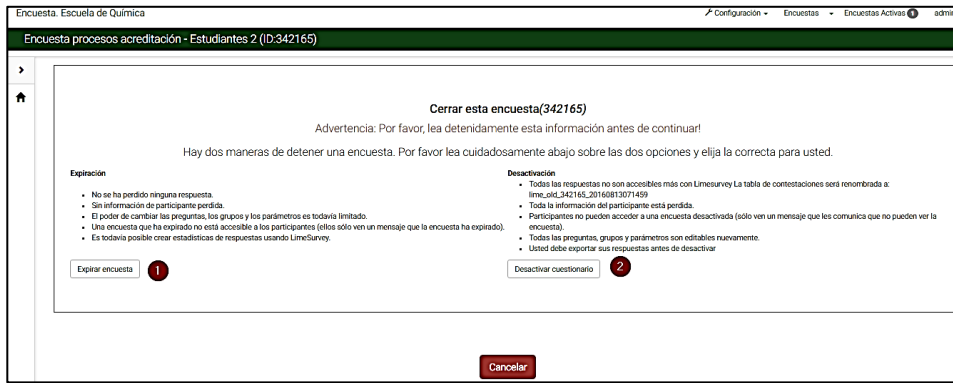 Encuesta. Escuela de Química
Configuración Encuestas Encuestas Activas 1 admin
Encuesta procesos acreditación - Estudiantes 2 (ID:342165)
Cerrar esta encuesta(342165)
Advertencia: Por favor, lea detenidamente esta información antes de continuar!
Hay dos maneras de detener una encuesta. Por favor lea cuidadosamente abajo sobre las dos opciones y elija la correcta para usted.
Expiración
No se ha perdido ninguna respuesta.
Sin información de participante perdida.
El poder de cambiar las preguntas, los grupos y los parámetros es todavía limitado.
Una encuesta que ha expirado no está accesible a los participantes (ellos sólo ven un mensaje que la encuesta ha expirado).
Es todavía posible crear estadísticas de respuestas usando LimeSurvey.
Expirar encuesta 1
Desactivación
Todas las respuestas no son accesibles más con Limesurvey La tabla de contestaciones será renombrada a:
lime_old_342165_20160813071459
Toda la información del participante está perdida.
Participantes no pueden acceder a una encuesta desactivada (sólo ven un mensaje que les comunica que no pueden ver la
encuesta).
Todas las preguntas, grupos y parámetros son editables nuevamente.
Usted debe exportar sus respuestas antes de desactivar
Desactivar cuestionario 2
Cancelar